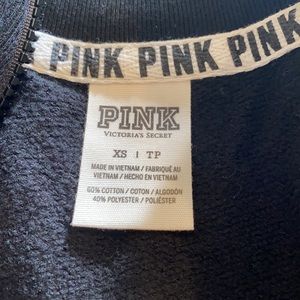 PINK PINK PINK
PINK
VICTORIA'S SECRET
XS | TP
MADE IN VIETNAM / FABRIQUÉ AU
VIETNAM / HECHO EN VIETNAM
60% COTTON / COTON / ALGODÓN
40% POLYESTER / POLIÉSTER